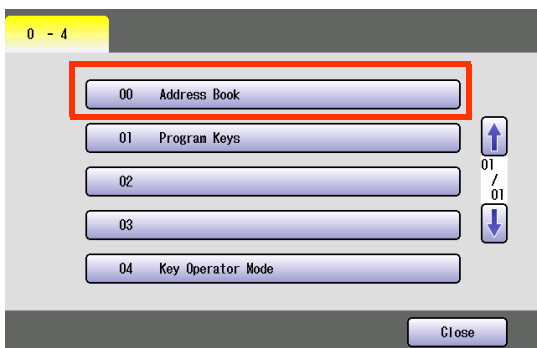 0 - 4
00 Address Book
01 Program Keys
02
03
04 Key Operator Mode
01
/
01
Close